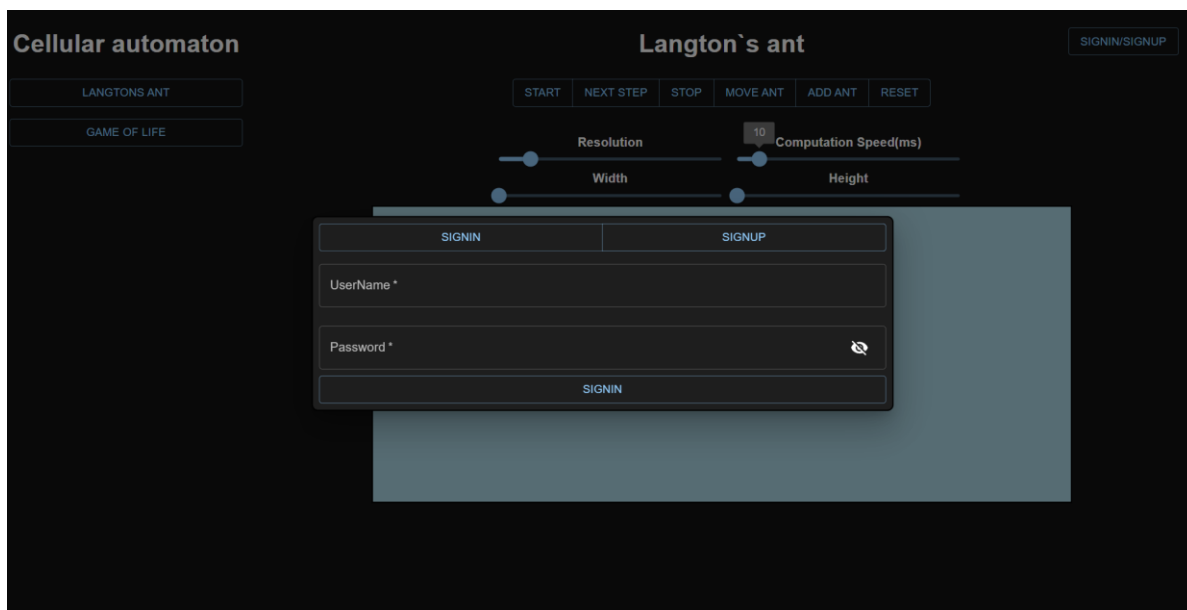 Cellular automaton
Langton`s ant
SIGNIN/SIGNUP
LANGTONS ANT
GAME OF LIFE
START NEXT STEP STOP MOVE ANT ADD ANT RESET
10
Resolution Computation Speed(ms)
Width Height
SIGNIN SIGNUP
UserName *
Password *
SIGNIN